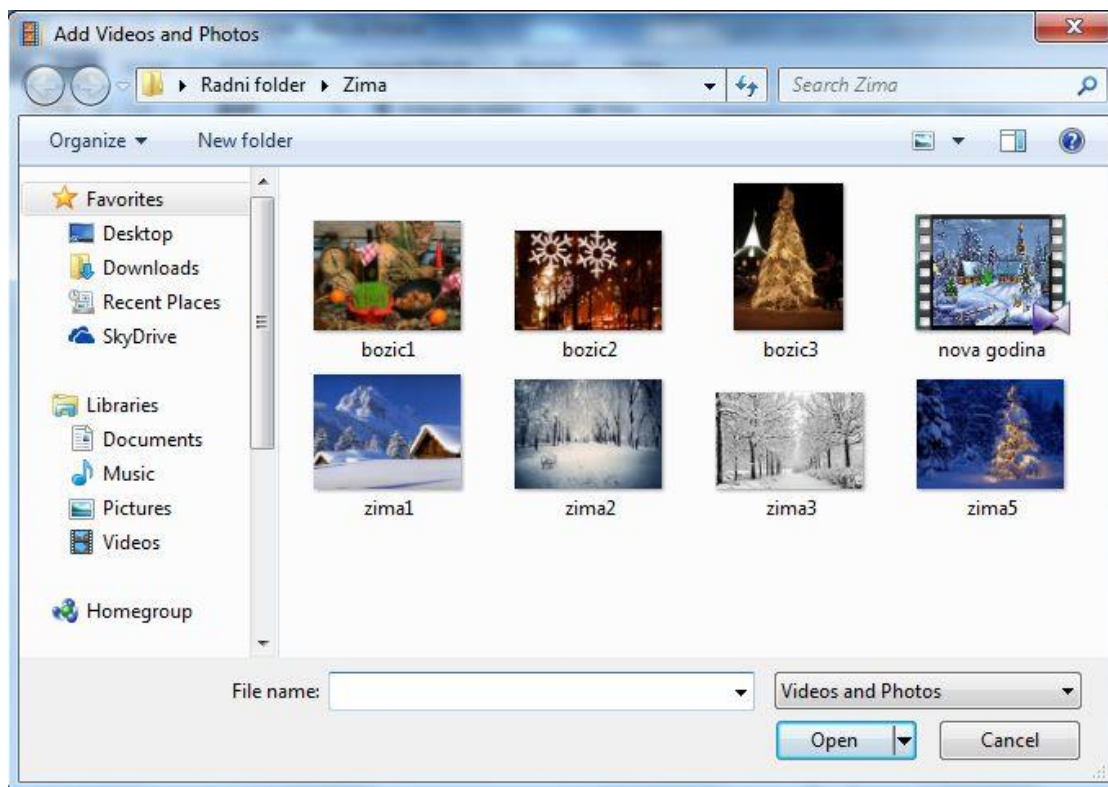 Add Videos and Photos
Radni folder Zima
Search Zima
Organize New folder
Favorites
Desktop
Downloads
Recent Places
SkyDrive
Libraries
Documents
Music
Pictures
Videos
Homegroup
bozic1 bozic2 bozic3 nova godina
zima1 zima2 zima3 zima5
File name: Videos and Photos
Open Cancel